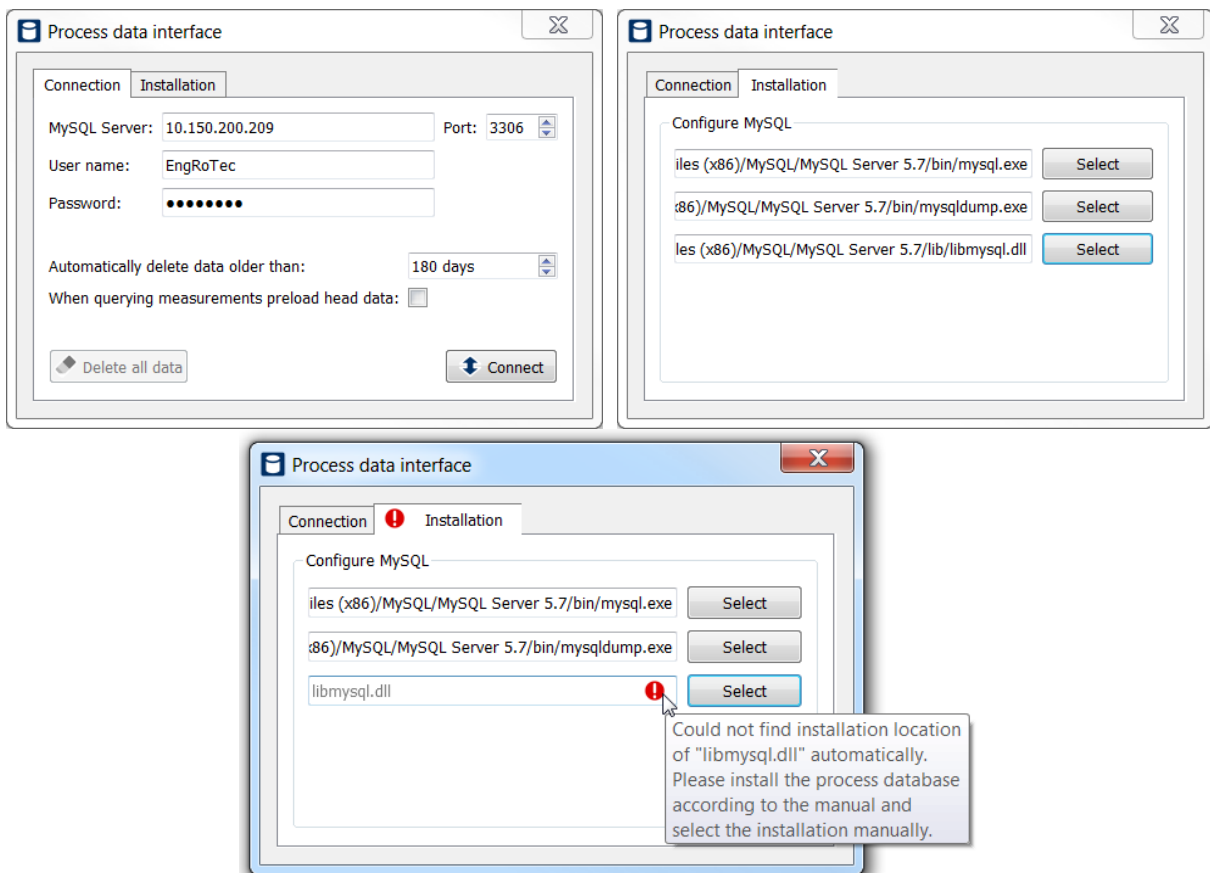 Process data interface
Connection Installation
MySQL Server: 10.150.200.209 Port: 3306
User name: EngRoTec
Password: ●●●●●●●●
Automatically delete data older than: 180 days
When querying measurements preload head data:
Delete all data Connect
Process data interface
Connection Installation
Configure MySQL
iles (x86)/MySQL/MySQL Server 5.7/bin/mysql.exe Select
x86)/MySQL/MySQL Server 5.7/bin/mysqldump.exe Select
les (x86)/MySQL/MySQL Server 5.7/lib/libmysql.dll Select
Process data interface
Connection Installation
Configure MySQL
iles (x86)/MySQL/MySQL Server 5.7/bin/mysql.exe Select
x86)/MySQL/MySQL Server 5.7/bin/mysqldump.exe Select
libmysql.dll Select
Could not find installation location
of "libmysql.dll" automatically.
Please install the process database
according to the manual and
select the installation manually.